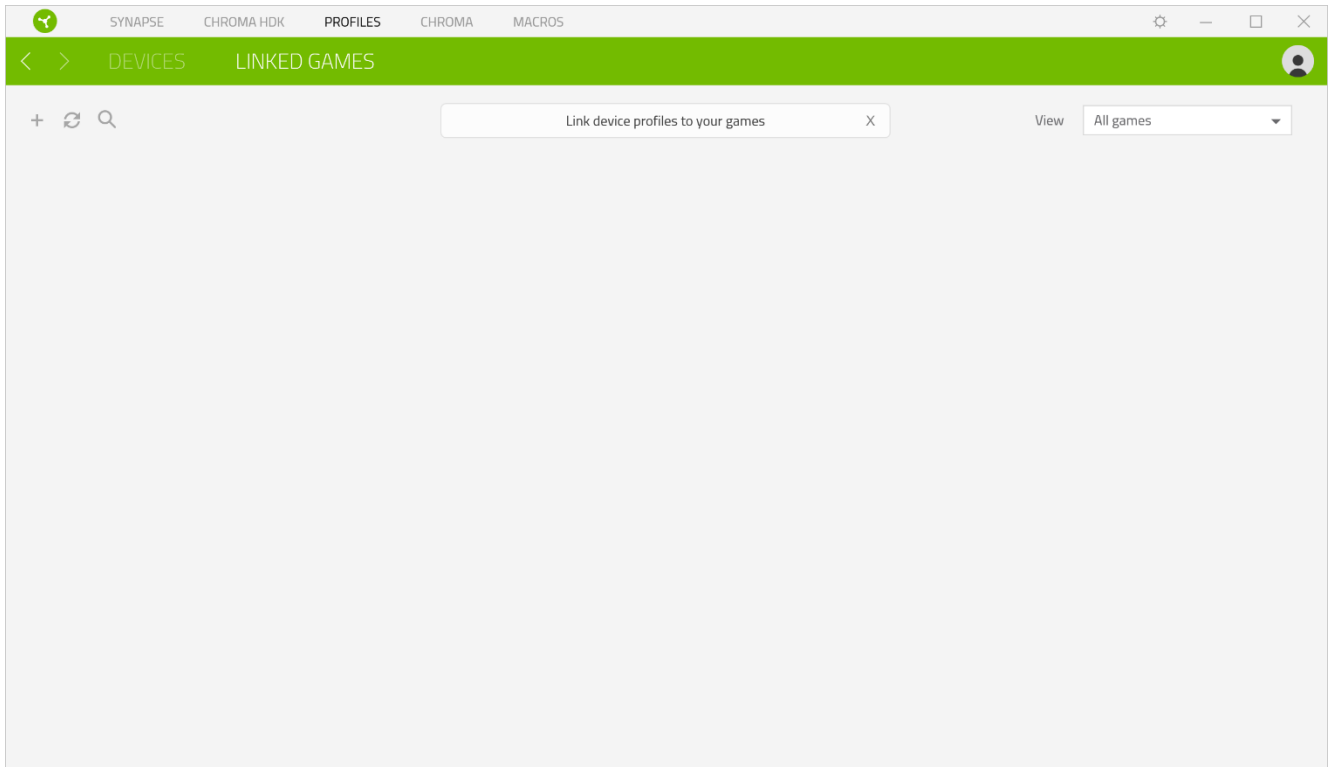 SYNAPSE CHROMA HDK PROFILES CHROMA MACROS
DEVICES LINKED GAMES
Link device profiles to your games X View All games